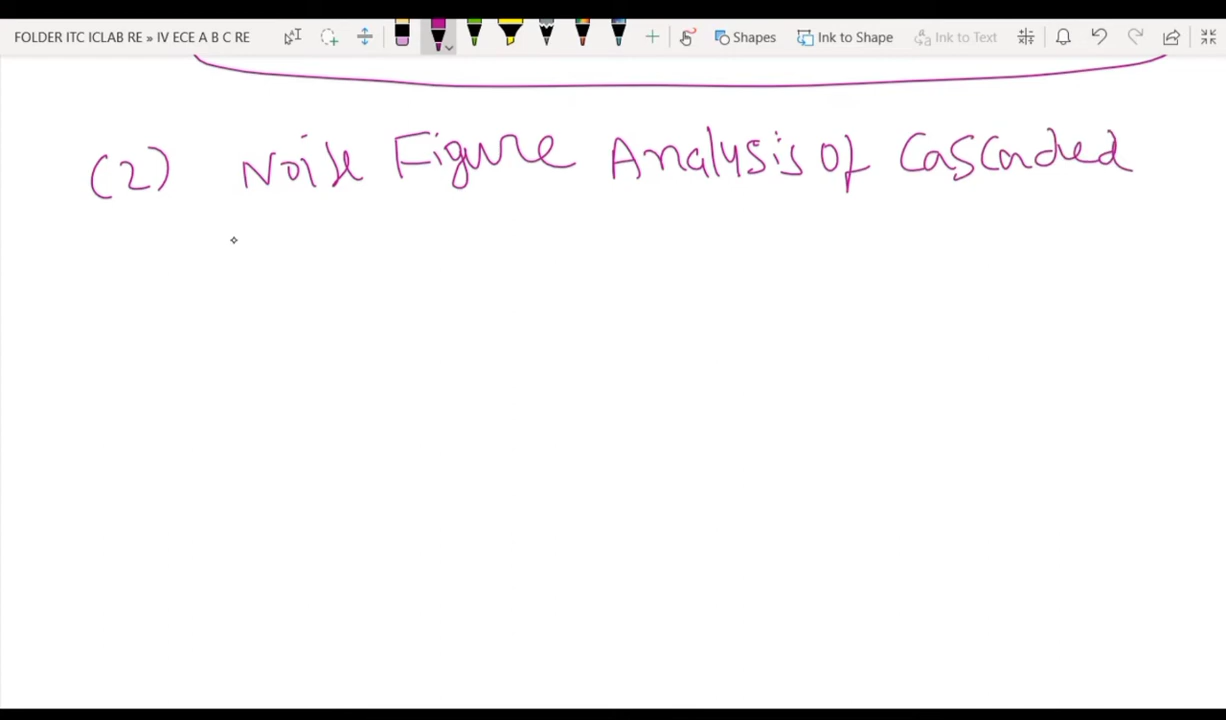 FOLDER ITC ICLAB RE » IV ECE A B C RE Shapes Ink to Shape Ink to Text
(2) Noise Figure Analysis Of Cascaded